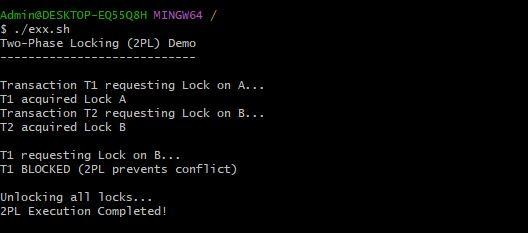 Admin@DESKTOP-EQ55Q8H MINGW64 /
$ ./exx.sh
Two-Phase Locking (2PL) Demo
----------------------------
Transaction T1 requesting Lock on A...
T1 acquired Lock A
Transaction T2 requesting Lock on B...
T2 acquired Lock B
T1 requesting Lock on B...
T1 BLOCKED (2PL prevents conflict)
Unlocking all locks...
2PL Execution Completed!